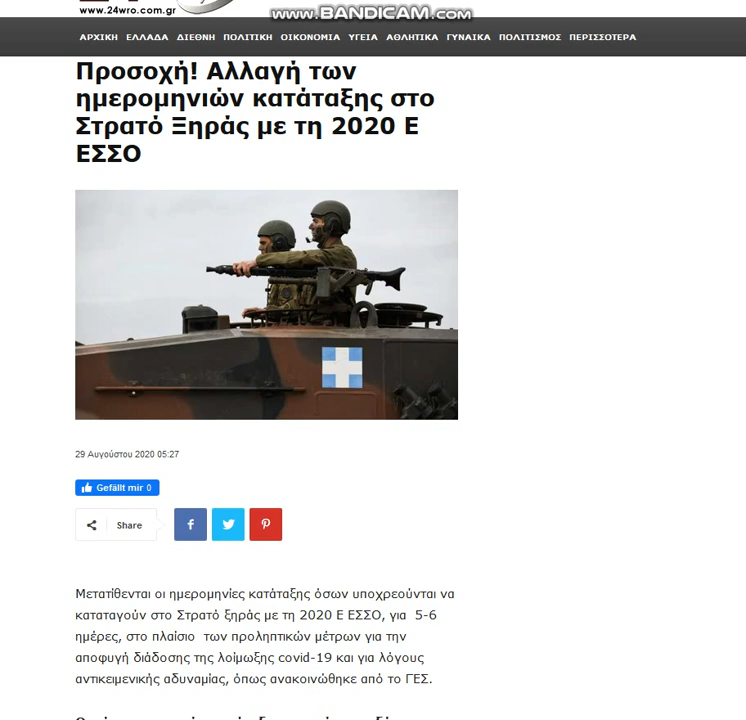 www.24wro.com.gr
www.BANDICAM.com
ΑΡΧΙΚΗ ΕΛΛΑΔΑ ΔΙΕΘΝΗ ΠΟΛΙΤΙΚΗ ΟΙΚΟΝΟΜΙΑ ΥΓΕΙΑ ΑΘΛΗΤΙΚΑ ΓΥΝΑΙΚΑ ΠΟΛΙΤΙΣΜΟΣ ΠΕΡΙΣΣΟΤΕΡΑ
Προσοχή! Αλλαγή των
ημερομηνιών κατάταξης στο
Στρατό Ξηράς με τη 2020 Ε
ΕΣΣΟ
29 Αυγούστου 2020 05:27
Gefällt mir 0
Share
Μετατίθενται οι ημερομηνίες κατάταξης όσων υποχρεούνται να
καταταγούν στο Στρατό ξηράς με τη 2020 Ε ΕΣΣΟ, για 5-6
ημέρες, στο πλαίσιο των προληπτικών μέτρων για την
αποφυγή διάδοσης της λοίμωξης covid-19 και για λόγους
αντικειμενικής αδυναμίας, όπως ανακοινώθηκε από το ΓΕΣ.